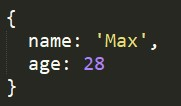 {
  name: 'Max',
  age: 28
}